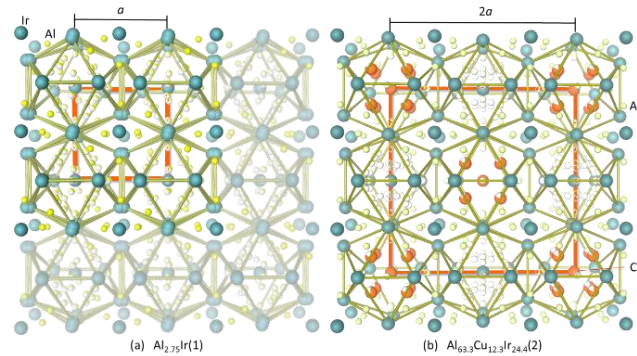 a
2a
Ir
Al
A
C
(a) Al2.75Ir(1)
(b) Al63.3Cu12.3Ir24.4(2)